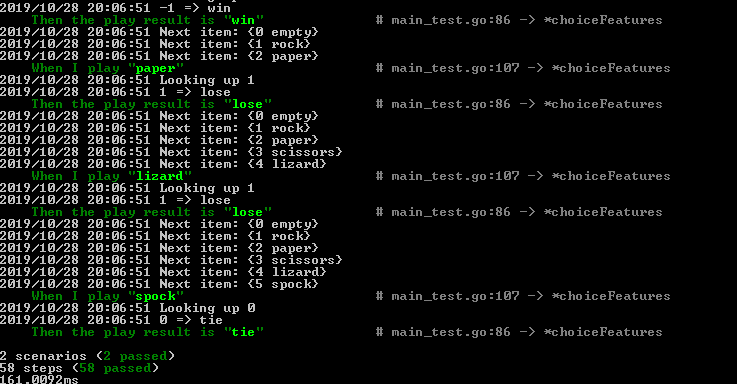 2019/10/28 20:06:51 -1 => win
Then the play result is "win" # main_test.go:86 -> *choiceFeatures
2019/10/28 20:06:51 Next item: {0 empty}
2019/10/28 20:06:51 Next item: {1 rock}
2019/10/28 20:06:51 Next item: {2 paper}
When I play "paper" # main_test.go:107 -> *choiceFeatures
2019/10/28 20:06:51 Looking up 1
2019/10/28 20:06:51 1 => lose
Then the play result is "lose" # main_test.go:86 -> *choiceFeatures
2019/10/28 20:06:51 Next item: {0 empty}
2019/10/28 20:06:51 Next item: {1 rock}
2019/10/28 20:06:51 Next item: {2 paper}
2019/10/28 20:06:51 Next item: {3 scissors}
2019/10/28 20:06:51 Next item: {4 lizard}
When I play "lizard" # main_test.go:107 -> *choiceFeatures
2019/10/28 20:06:51 Looking up 1
2019/10/28 20:06:51 1 => lose
Then the play result is "lose" # main_test.go:86 -> *choiceFeatures
2019/10/28 20:06:51 Next item: {0 empty}
2019/10/28 20:06:51 Next item: {1 rock}
2019/10/28 20:06:51 Next item: {2 paper}
2019/10/28 20:06:51 Next item: {3 scissors}
2019/10/28 20:06:51 Next item: {4 lizard}
2019/10/28 20:06:51 Next item: {5 spock}
When I play "spock" # main_test.go:107 -> *choiceFeatures
2019/10/28 20:06:51 Looking up 0
2019/10/28 20:06:51 0 => tie
Then the play result is "tie" # main_test.go:86 -> *choiceFeatures
2 scenarios (2 passed)
58 steps (58 passed)
161.0092ms